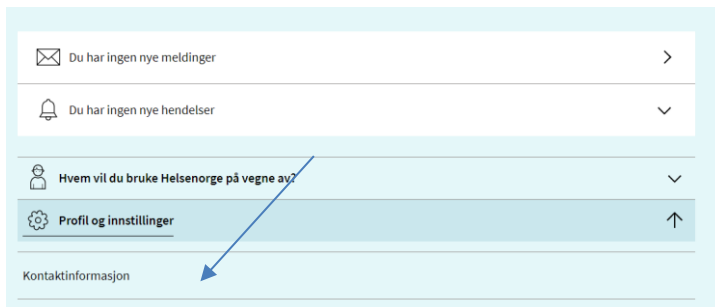 Du har ingen nye meldinger
Du har ingen nye hendelser
Hvem vil du bruke Helsenorge på vegne av?
Profil og innstillinger
Kontaktinformasjon